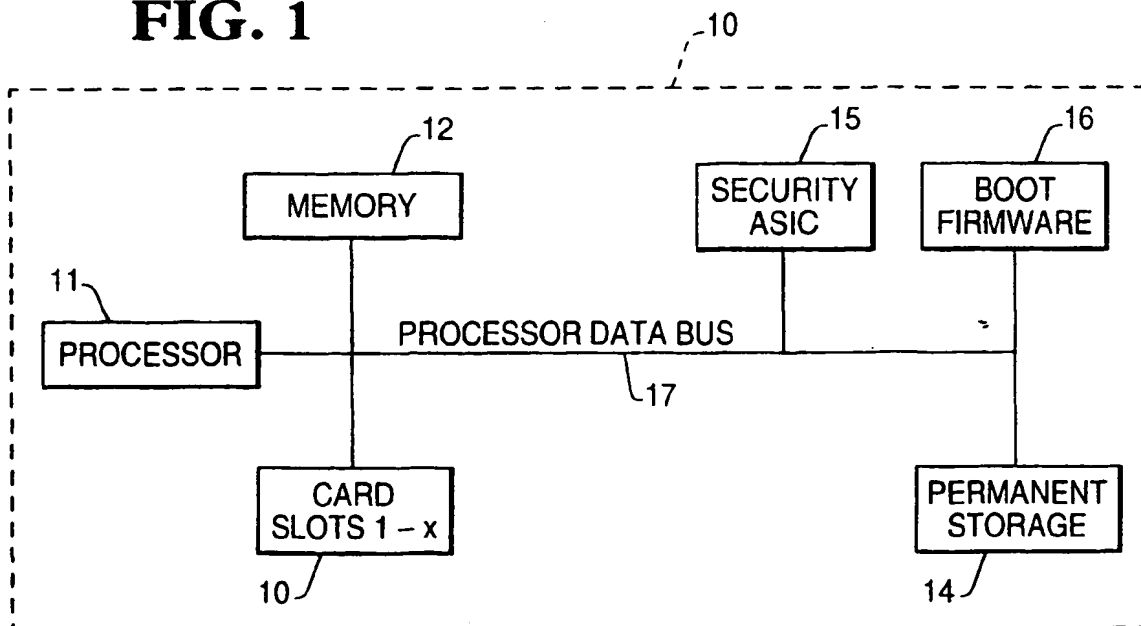 FIG. 1
10
12
MEMORY
15
SECURITY
ASIC
16
BOOT
FIRMWARE
11
PROCESSOR
PROCESSOR DATA BUS
17
CARD
SLOTS 1 – x
10
PERMANENT
STORAGE
14